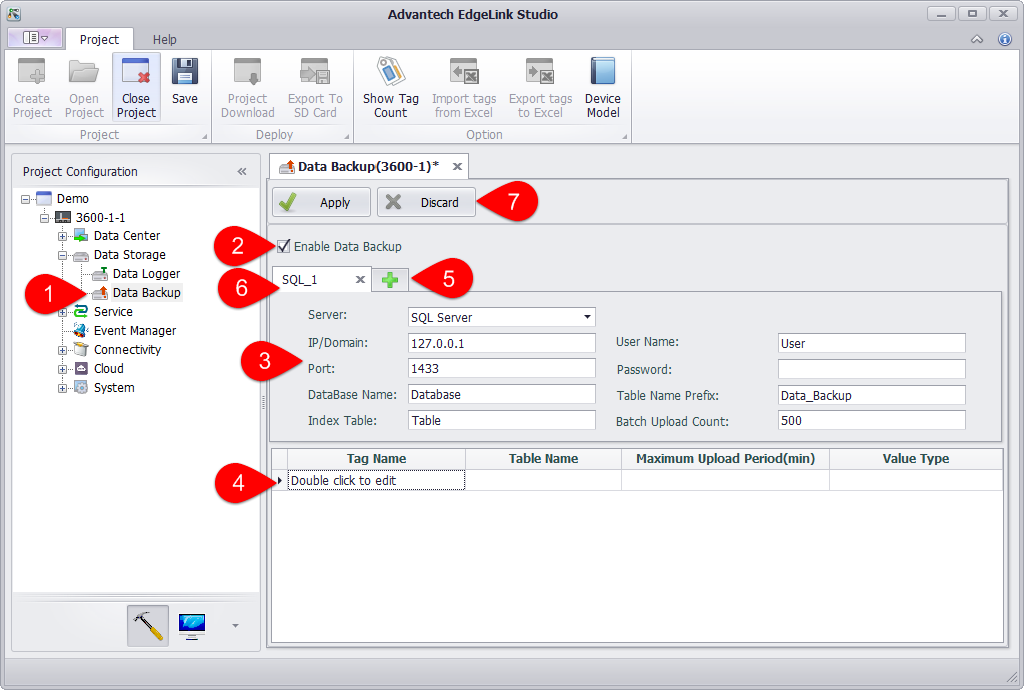 Advantech EdgeLink Studio
Project Help
Create Project
Open Project
Close Project
Save
Project Download
Export To SD Card
Show Tag Count
Import tags from Excel
Export tags to Excel
Device Model
Project
Deploy
Option
Project Configuration
Demo
3600-1-1
Data Center
Data Storage
Data Logger
Data Backup
Service
Event Manager
Connectivity
Cloud
System
1
Data Backup(3600-1)*
Apply
Discard
7
2
Enable Data Backup
6
SQL_1
5
3
Server: SQL Server
IP/Domain: 127.0.0.1
Port: 1433
DataBase Name: Database
Index Table: Table
User Name: User
Password:
Table Name Prefix: Data_Backup
Batch Upload Count: 500
Tag Name Table Name Maximum Upload Period(min) Value Type
4
Double click to edit